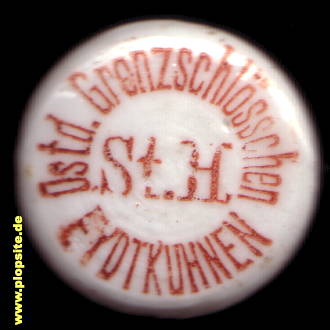 Ostd. Grenzschlösschen
St.H
EYDTKUHNEN
www.plopsite.de